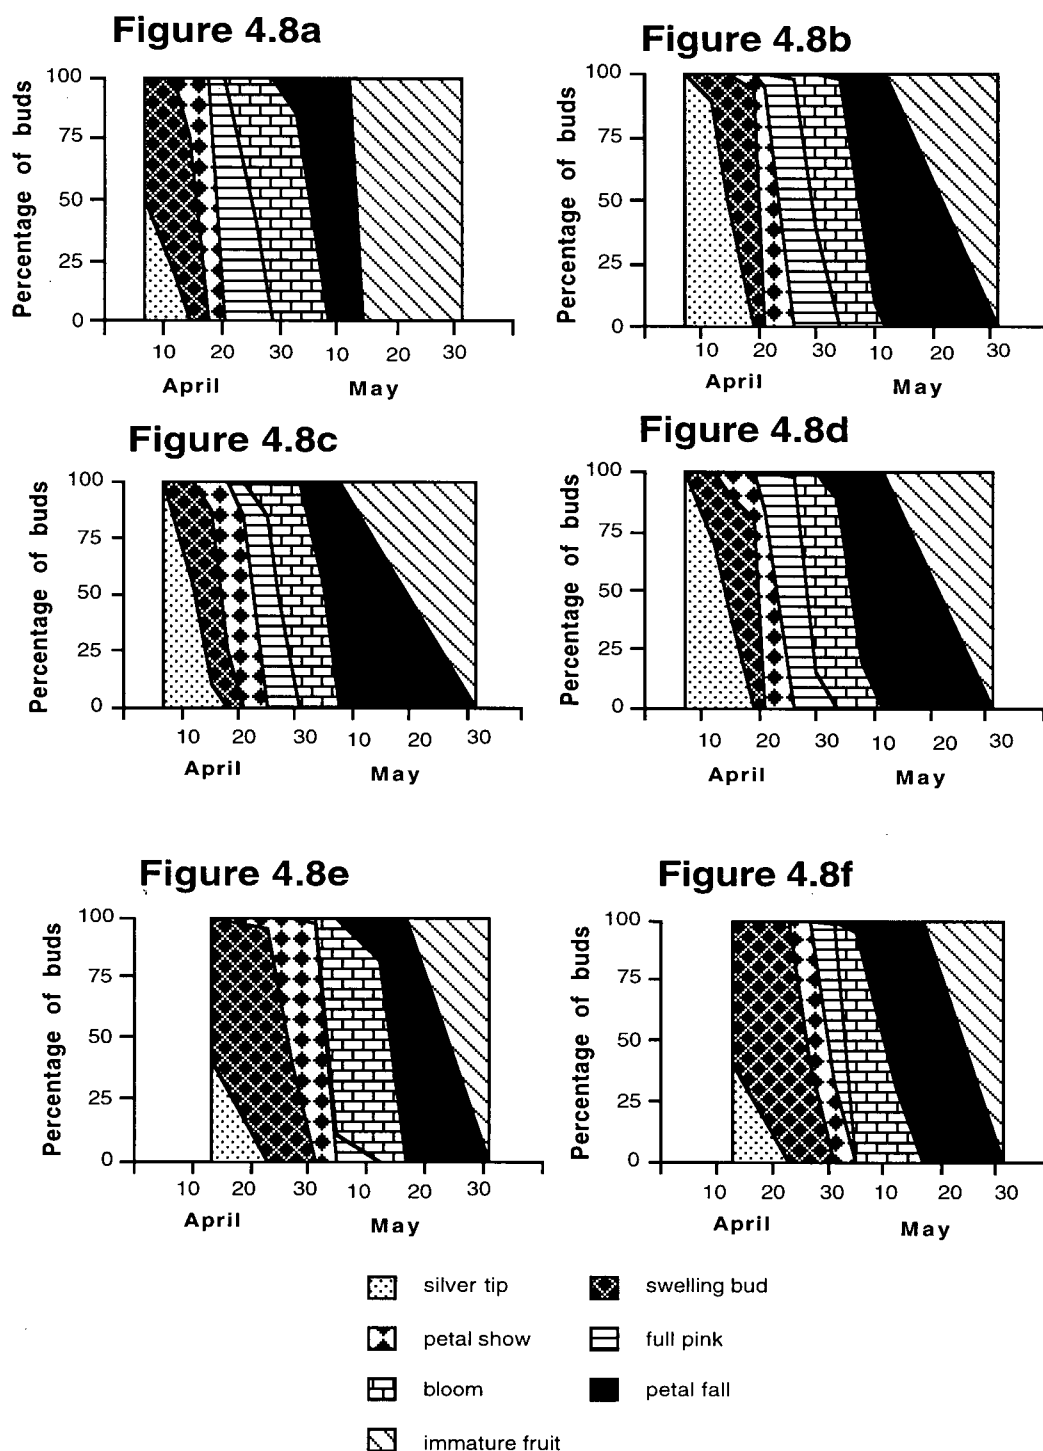 Figure 4.8a
Percentage of buds
100
75
50
25
0
10 20 30 10 20 30
April May
Figure 4.8b
Percentage of buds
100
75
50
25
0
10 20 30 10 20 30
April May
Figure 4.8c
Percentage of buds
100
75
50
25
0
10 20 30 10 20 30
April May
Figure 4.8d
Percentage of buds
100
75
50
25
0
10 20 30 10 20 30
April May
Figure 4.8e
Percentage of buds
100
75
50
25
0
10 20 30 10 20 30
April May
Figure 4.8f
Percentage of buds
100
75
50
25
0
10 20 30 10 20 30
April May
silver tip
swelling bud
petal show
full pink
bloom
petal fall
immature fruit